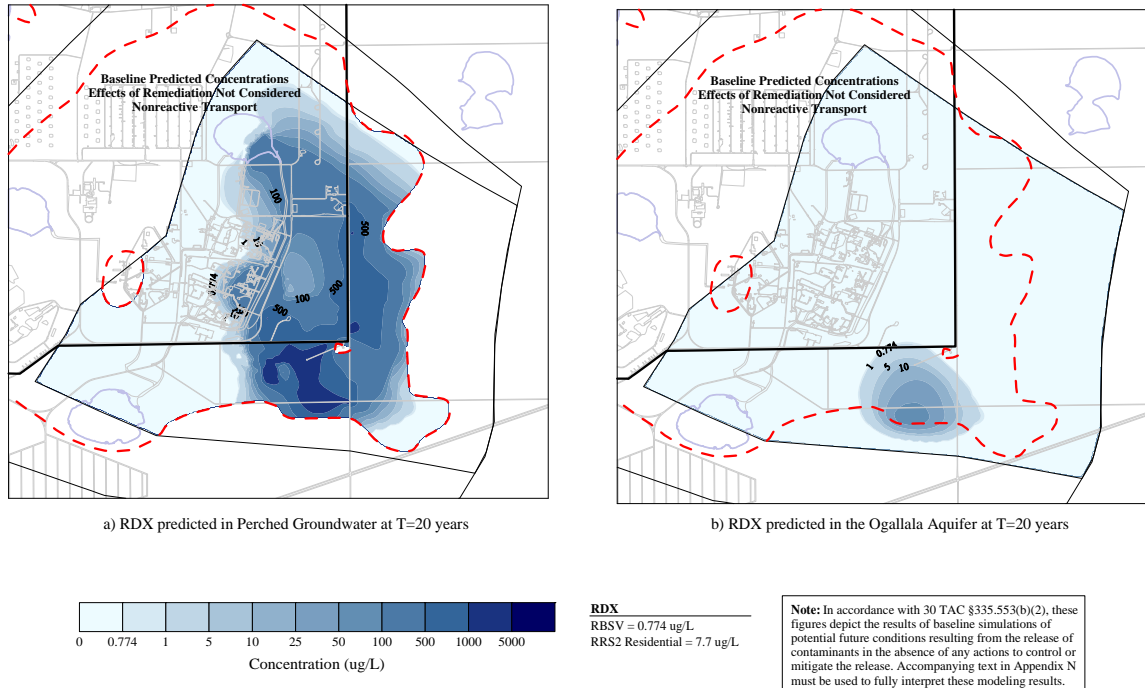 Baseline Predicted Concentrations
Effects of Remediation Not Considered
Nonreactive Transport
100
500
1
0.774
500
100
500
a) RDX predicted in Perched Groundwater at T=20 years
Baseline Predicted Concentrations
Effects of Remediation Not Considered
Nonreactive Transport
0.774
1
5
10
b) RDX predicted in the Ogallala Aquifer at T=20 years
0 0.774 1 5 10 25 50 100 500 1000 5000
Concentration (ug/L)
RDX
RBSV = 0.774 ug/L
RRS2 Residential = 7.7 ug/L
Note: In accordance with 30 TAC §335.553(b)(2), these
figures depict the results of baseline simulations of
potential future conditions resulting from the release of
contaminants in the absence of any actions to control or
mitigate the release. Accompanying text in Appendix N
must be used to fully interpret these modeling results.